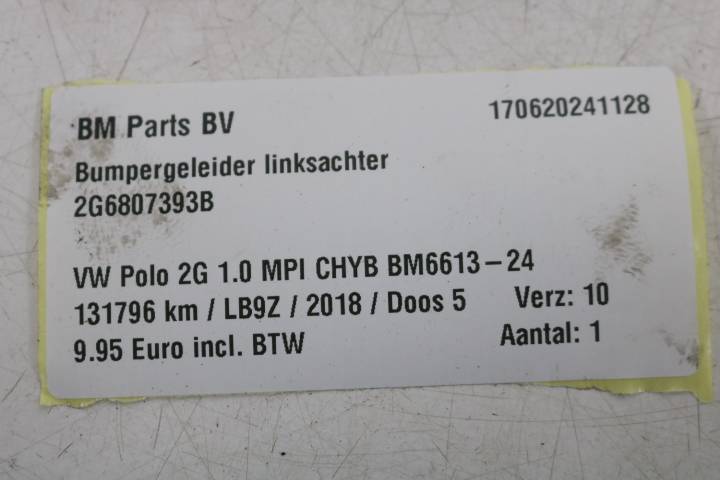 BM Parts BV 170620241128
Bumpergeleider linksachter
2G6807393B
VW Polo 2G 1.0 MPI CHYB BM6613-24
131796 km / LB9Z / 2018 / Doos 5 Verz: 10
9.95 Euro incl. BTW Aantal: 1